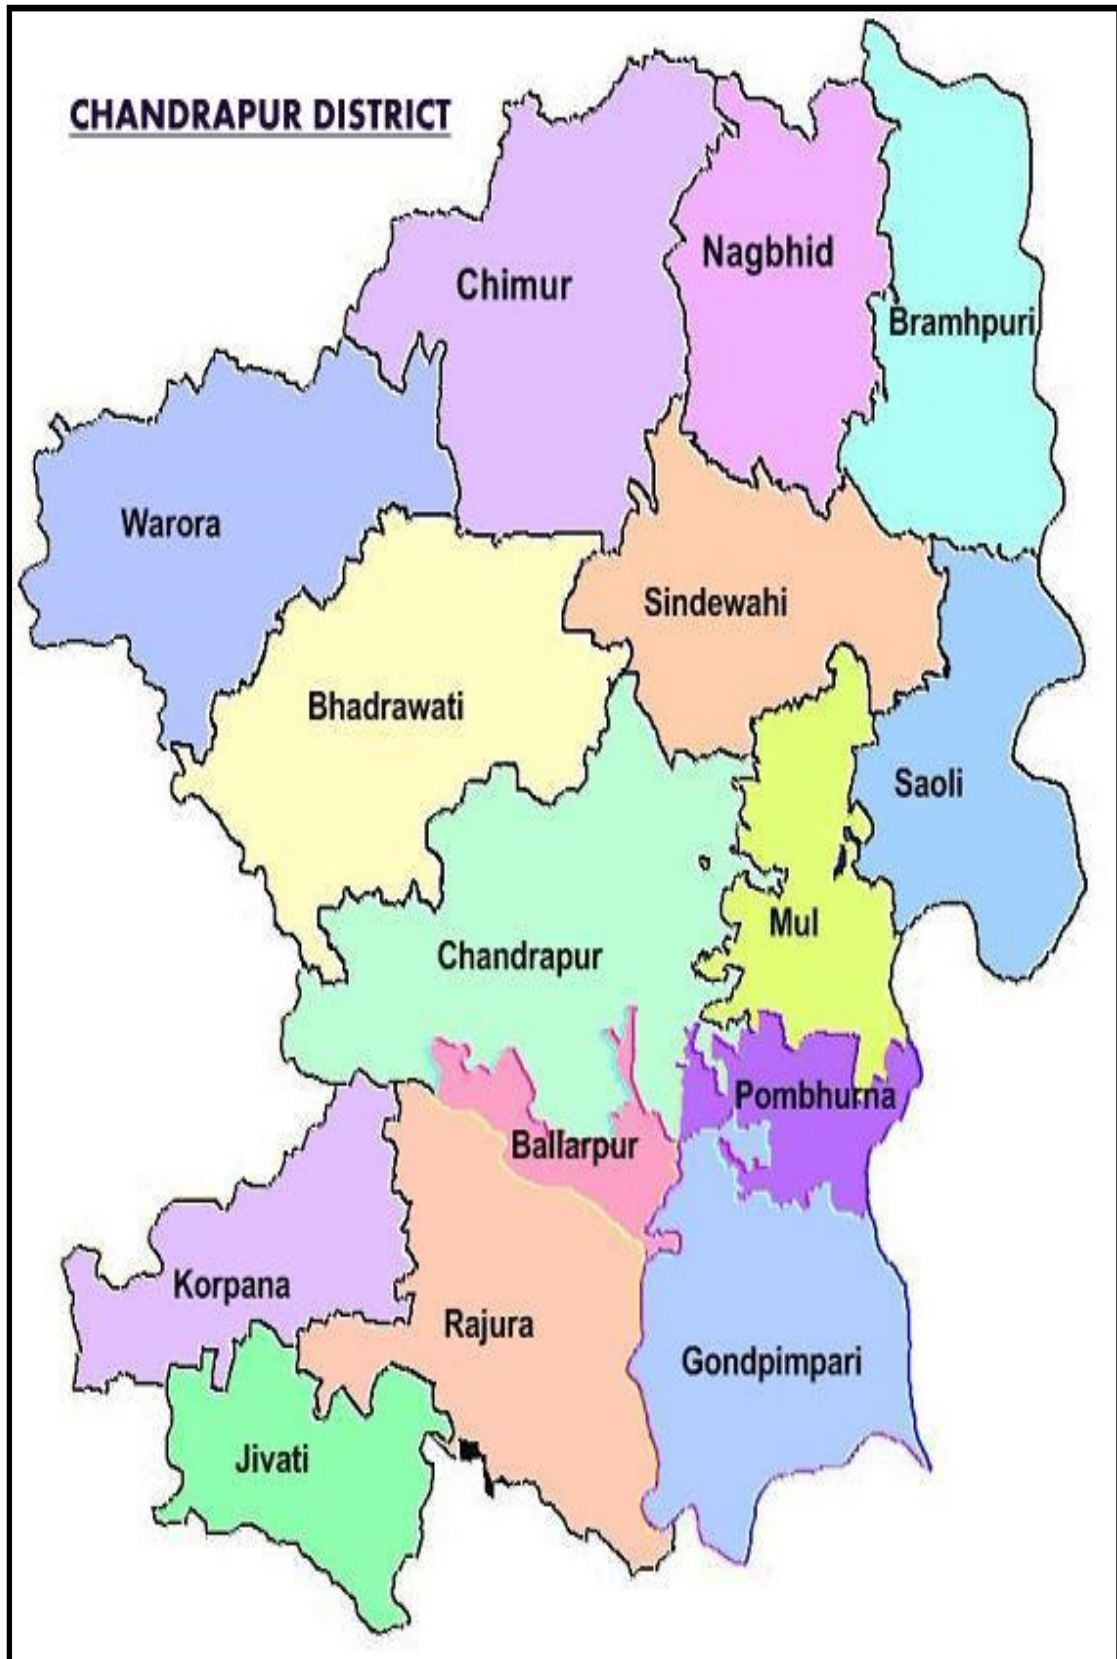 CHANDRAPUR DISTRICT
Nagbhid
Chimur
Bramhpuri
Warora
Sindewahi
Bhadrawati
Saoli
Mul
Chandrapur
Pombhurna
Ballarpur
Korpana
Rajura
Gondpimpari
Jivati